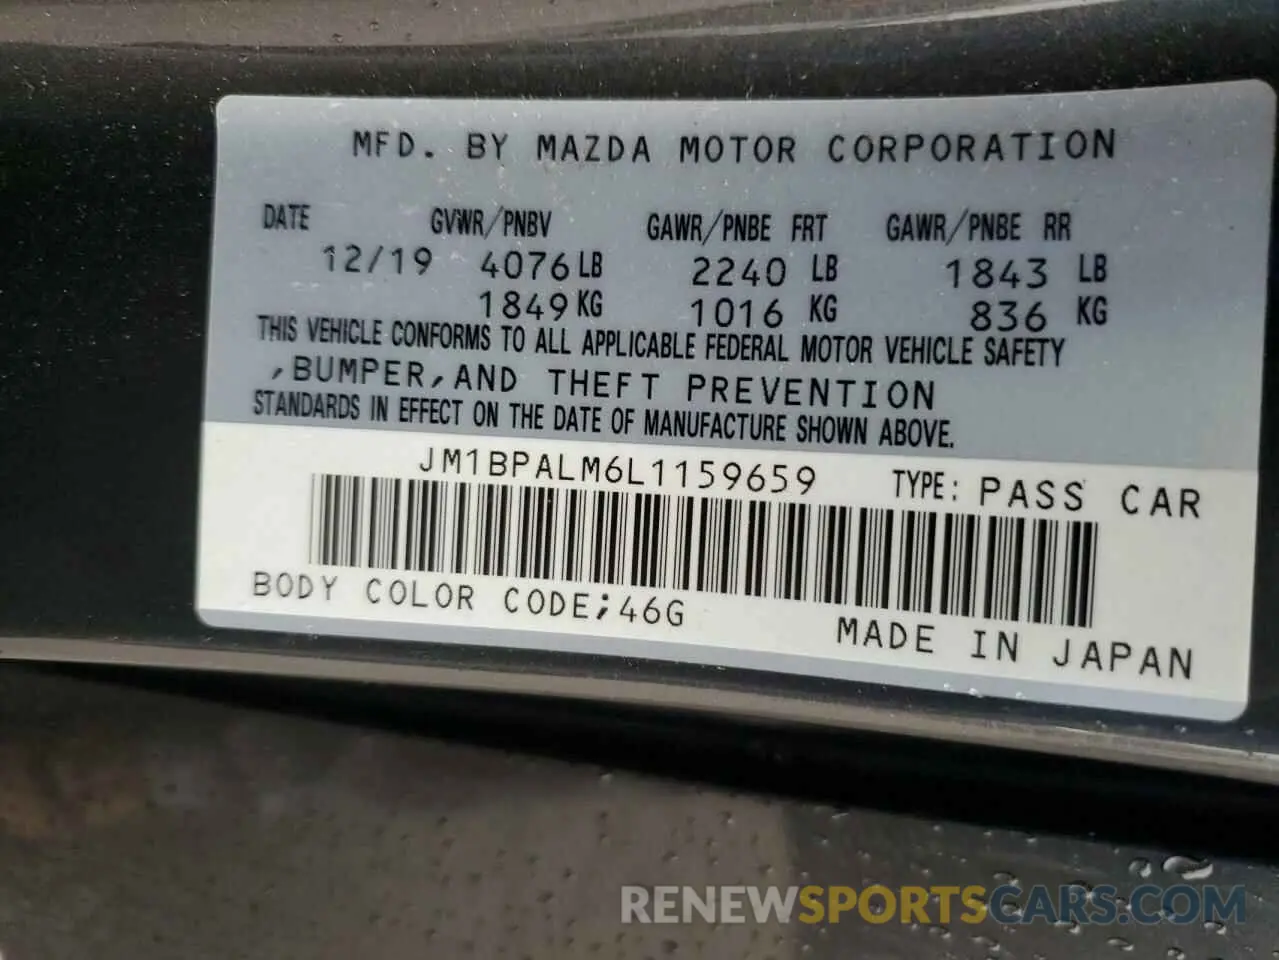 MFD. BY MAZDA MOTOR CORPORATION
DATE GVWR/PNBV GAWR/PNBE FRT GAWR/PNBE RR
12/19 4076 LB 2240 LB 1843 LB
1849 KG 1016 KG 836 KG
THIS VEHICLE CONFORMS TO ALL APPLICABLE FEDERAL MOTOR VEHICLE SAFETY
,BUMPER,AND THEFT PREVENTION
STANDARDS IN EFFECT ON THE DATE OF MANUFACTURE SHOWN ABOVE.
JM1BPALM6L1159659 TYPE: PASS CAR
BODY COLOR CODE;46G
MADE IN JAPAN
RENEWSPORTSCARS.COM